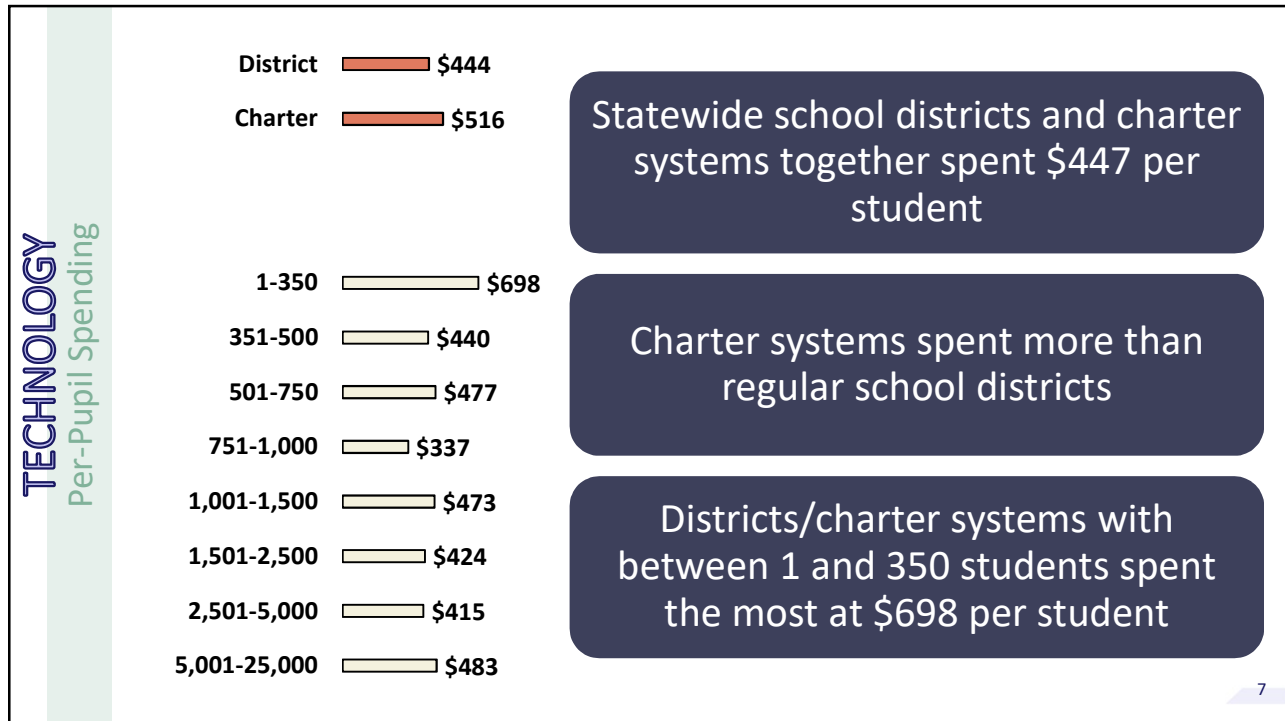 TECHNOLOGY
Per-Pupil Spending
District $444
Charter $516
1-350 $698
351-500 $440
501-750 $477
751-1,000 $337
1,001-1,500 $473
1,501-2,500 $424
2,501-5,000 $415
5,001-25,000 $483
Statewide school districts and charter
systems together spent $447 per
student
Charter systems spent more than
regular school districts
Districts/charter systems with
between 1 and 350 students spent
the most at $698 per student
7